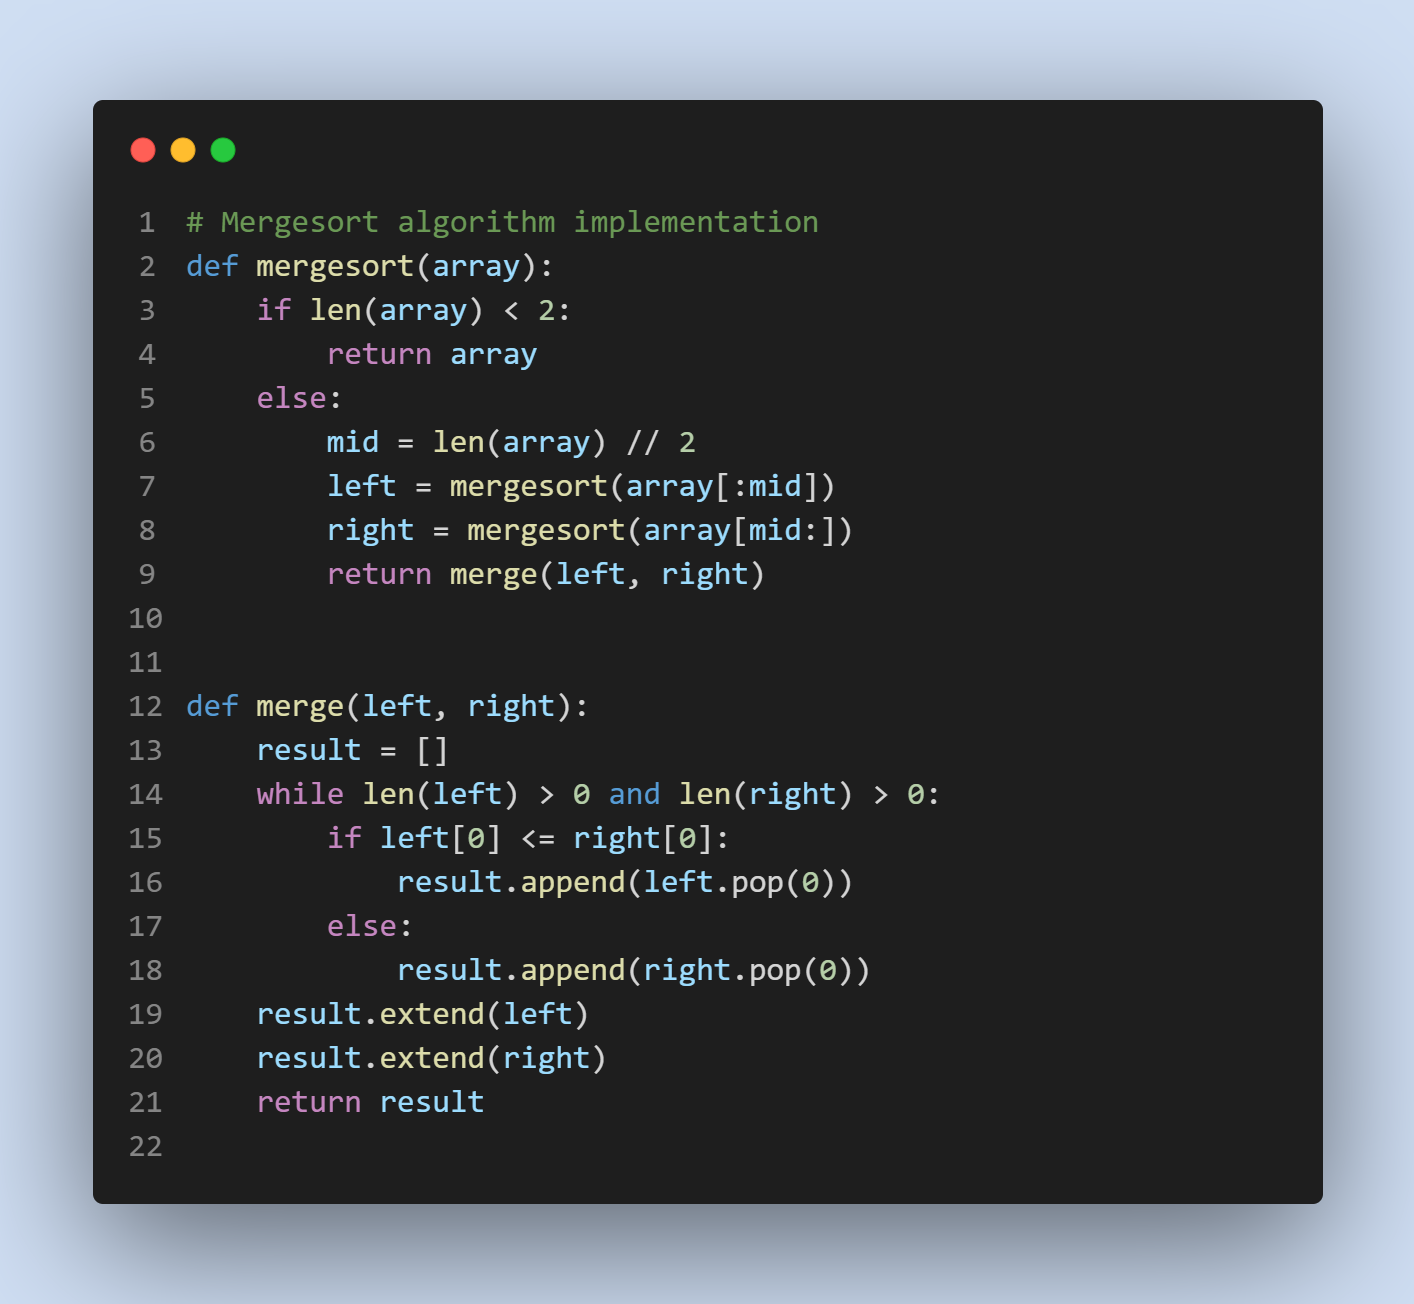 1 # Mergesort algorithm implementation
2 def mergesort(array):
3     if len(array) < 2:
4         return array
5     else:
6         mid = len(array) // 2
7         left = mergesort(array[:mid])
8         right = mergesort(array[mid:])
9         return merge(left, right)
10
11
12 def merge(left, right):
13     result = []
14     while len(left) > 0 and len(right) > 0:
15         if left[0] <= right[0]:
16             result.append(left.pop(0))
17         else:
18             result.append(right.pop(0))
19     result.extend(left)
20     result.extend(right)
21     return result
22